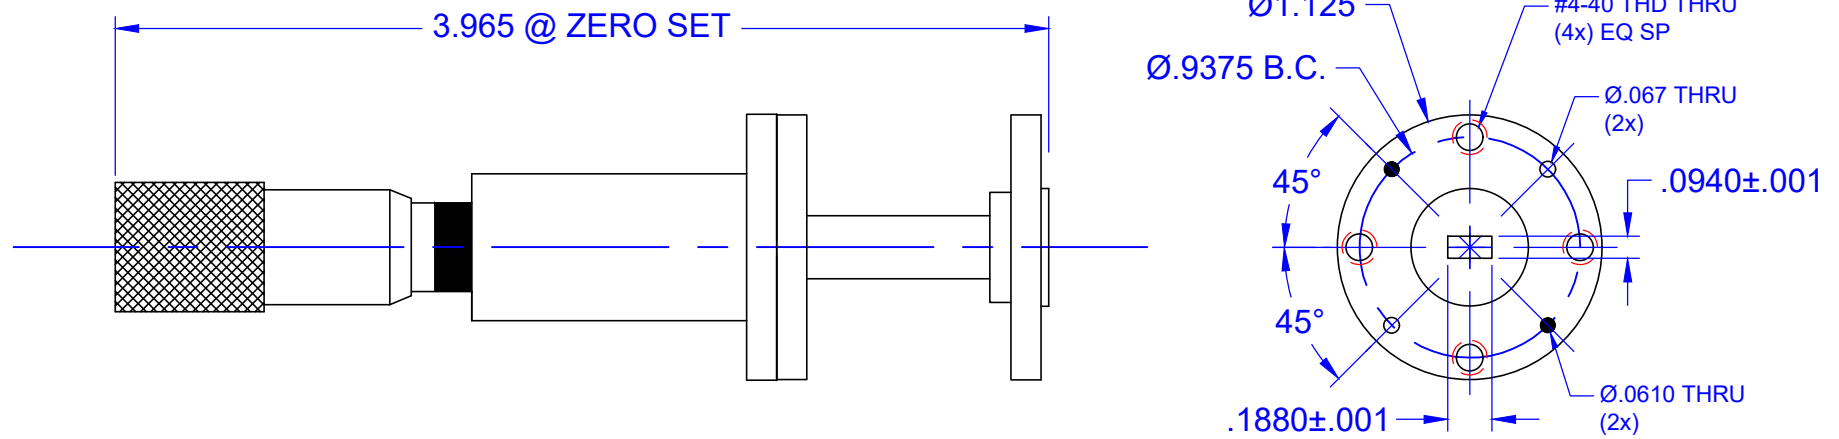 3.965 @ ZERO SET
Ø1.125
#4-40 THD THRU
(4x) EQ SP
Ø.9375 B.C.
Ø.067 THRU
(2x)
45°
.0940±.001
45°
Ø.0610 THRU
(2x)
.1880±.001